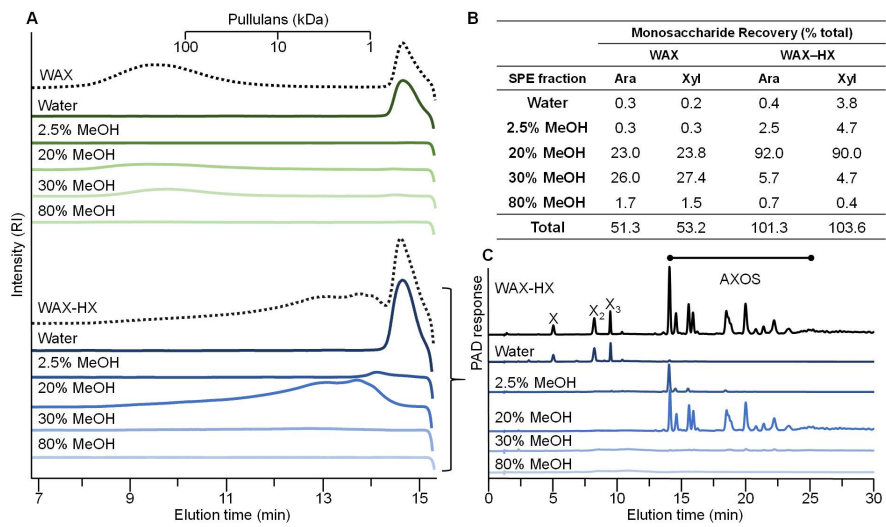 A
Pullulans (kDa)
100 10 1
WAX
Water
2.5% MeOH
20% MeOH
30% MeOH
80% MeOH
WAX-HX
Water
2.5% MeOH
20% MeOH
30% MeOH
80% MeOH
Intensity (RI)
7 9 11 13 15
Elution time (min)
B
Monosaccharide Recovery (% total)
WAX WAX–HX
SPE fraction Ara Xyl Ara Xyl
Water 0.3 0.2 0.4 3.8
2.5% MeOH 0.3 0.3 2.5 4.7
20% MeOH 23.0 23.8 92.0 90.0
30% MeOH 26.0 27.4 5.7 4.7
80% MeOH 1.7 1.5 0.7 0.4
Total 51.3 53.2 101.3 103.6
C
AXOS
WAX-HX
X X2 X3
Water
2.5% MeOH
20% MeOH
30% MeOH
80% MeOH
PAD response
0 5 10 15 20 25 30
Elution time (min)